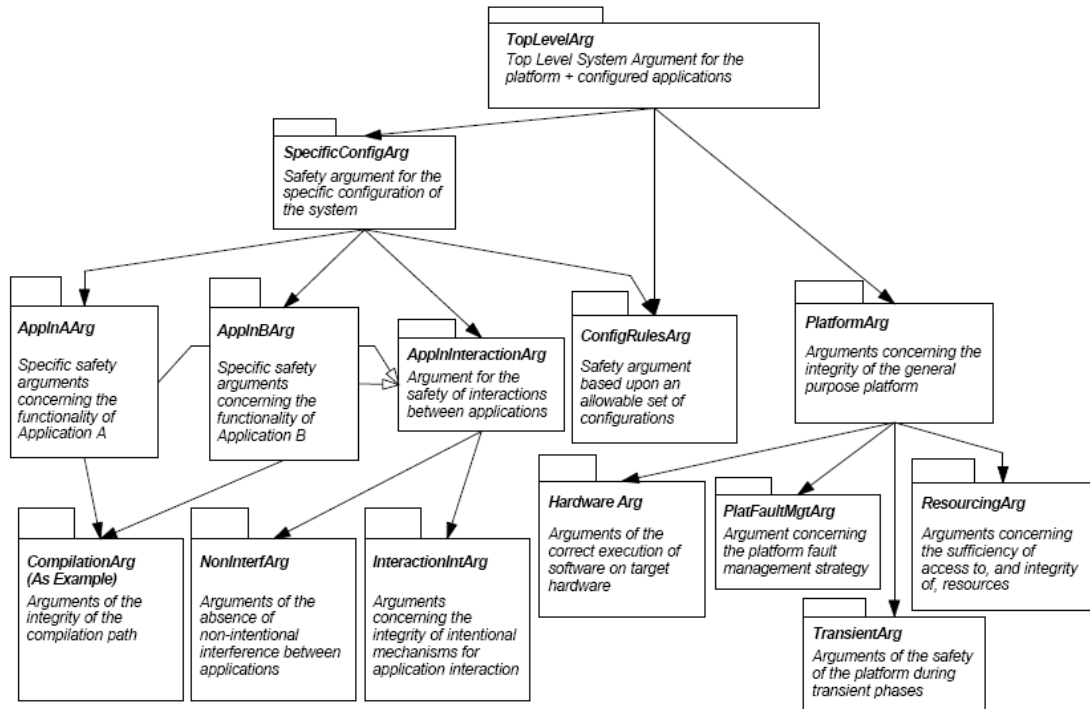 TopLevelArg
Top Level System Argument for the
platform + configured applications
SpecificConfigArg
Safety argument for the
specific configuration of
the system
ApplnAArg
Specific safety
arguments
concerning the
functionality of
Application A
ApplnBArg
Specific safety
arguments
concerning the
functionality of
Application B
ApplnInteractionArg
Argument for the
safety of interactions
between applications
ConfigRulesArg
Safety argument
based upon an
allowable set of
configurations
PlatformArg
Arguments concerning the
integrity of the general
purpose platform
CompilationArg
(As Example)
Arguments of the
integrity of the
compilation path
NonInterfArg
Arguments of the
absence of
non-intentional
interference between
applications
InteractionIntArg
Arguments
concerning the
integrity of intentional
mechanisms for
application interaction
Hardware Arg
Arguments of the
correct execution of
software on target
hardware
PlatFaultMgtArg
Argument concerning
the platform fault
management strategy
ResourcingArg
Arguments concerning
the sufficiency of
access to, and integrity
of, resources
TransientArg
Arguments of the safety
of the platform during
transient phases